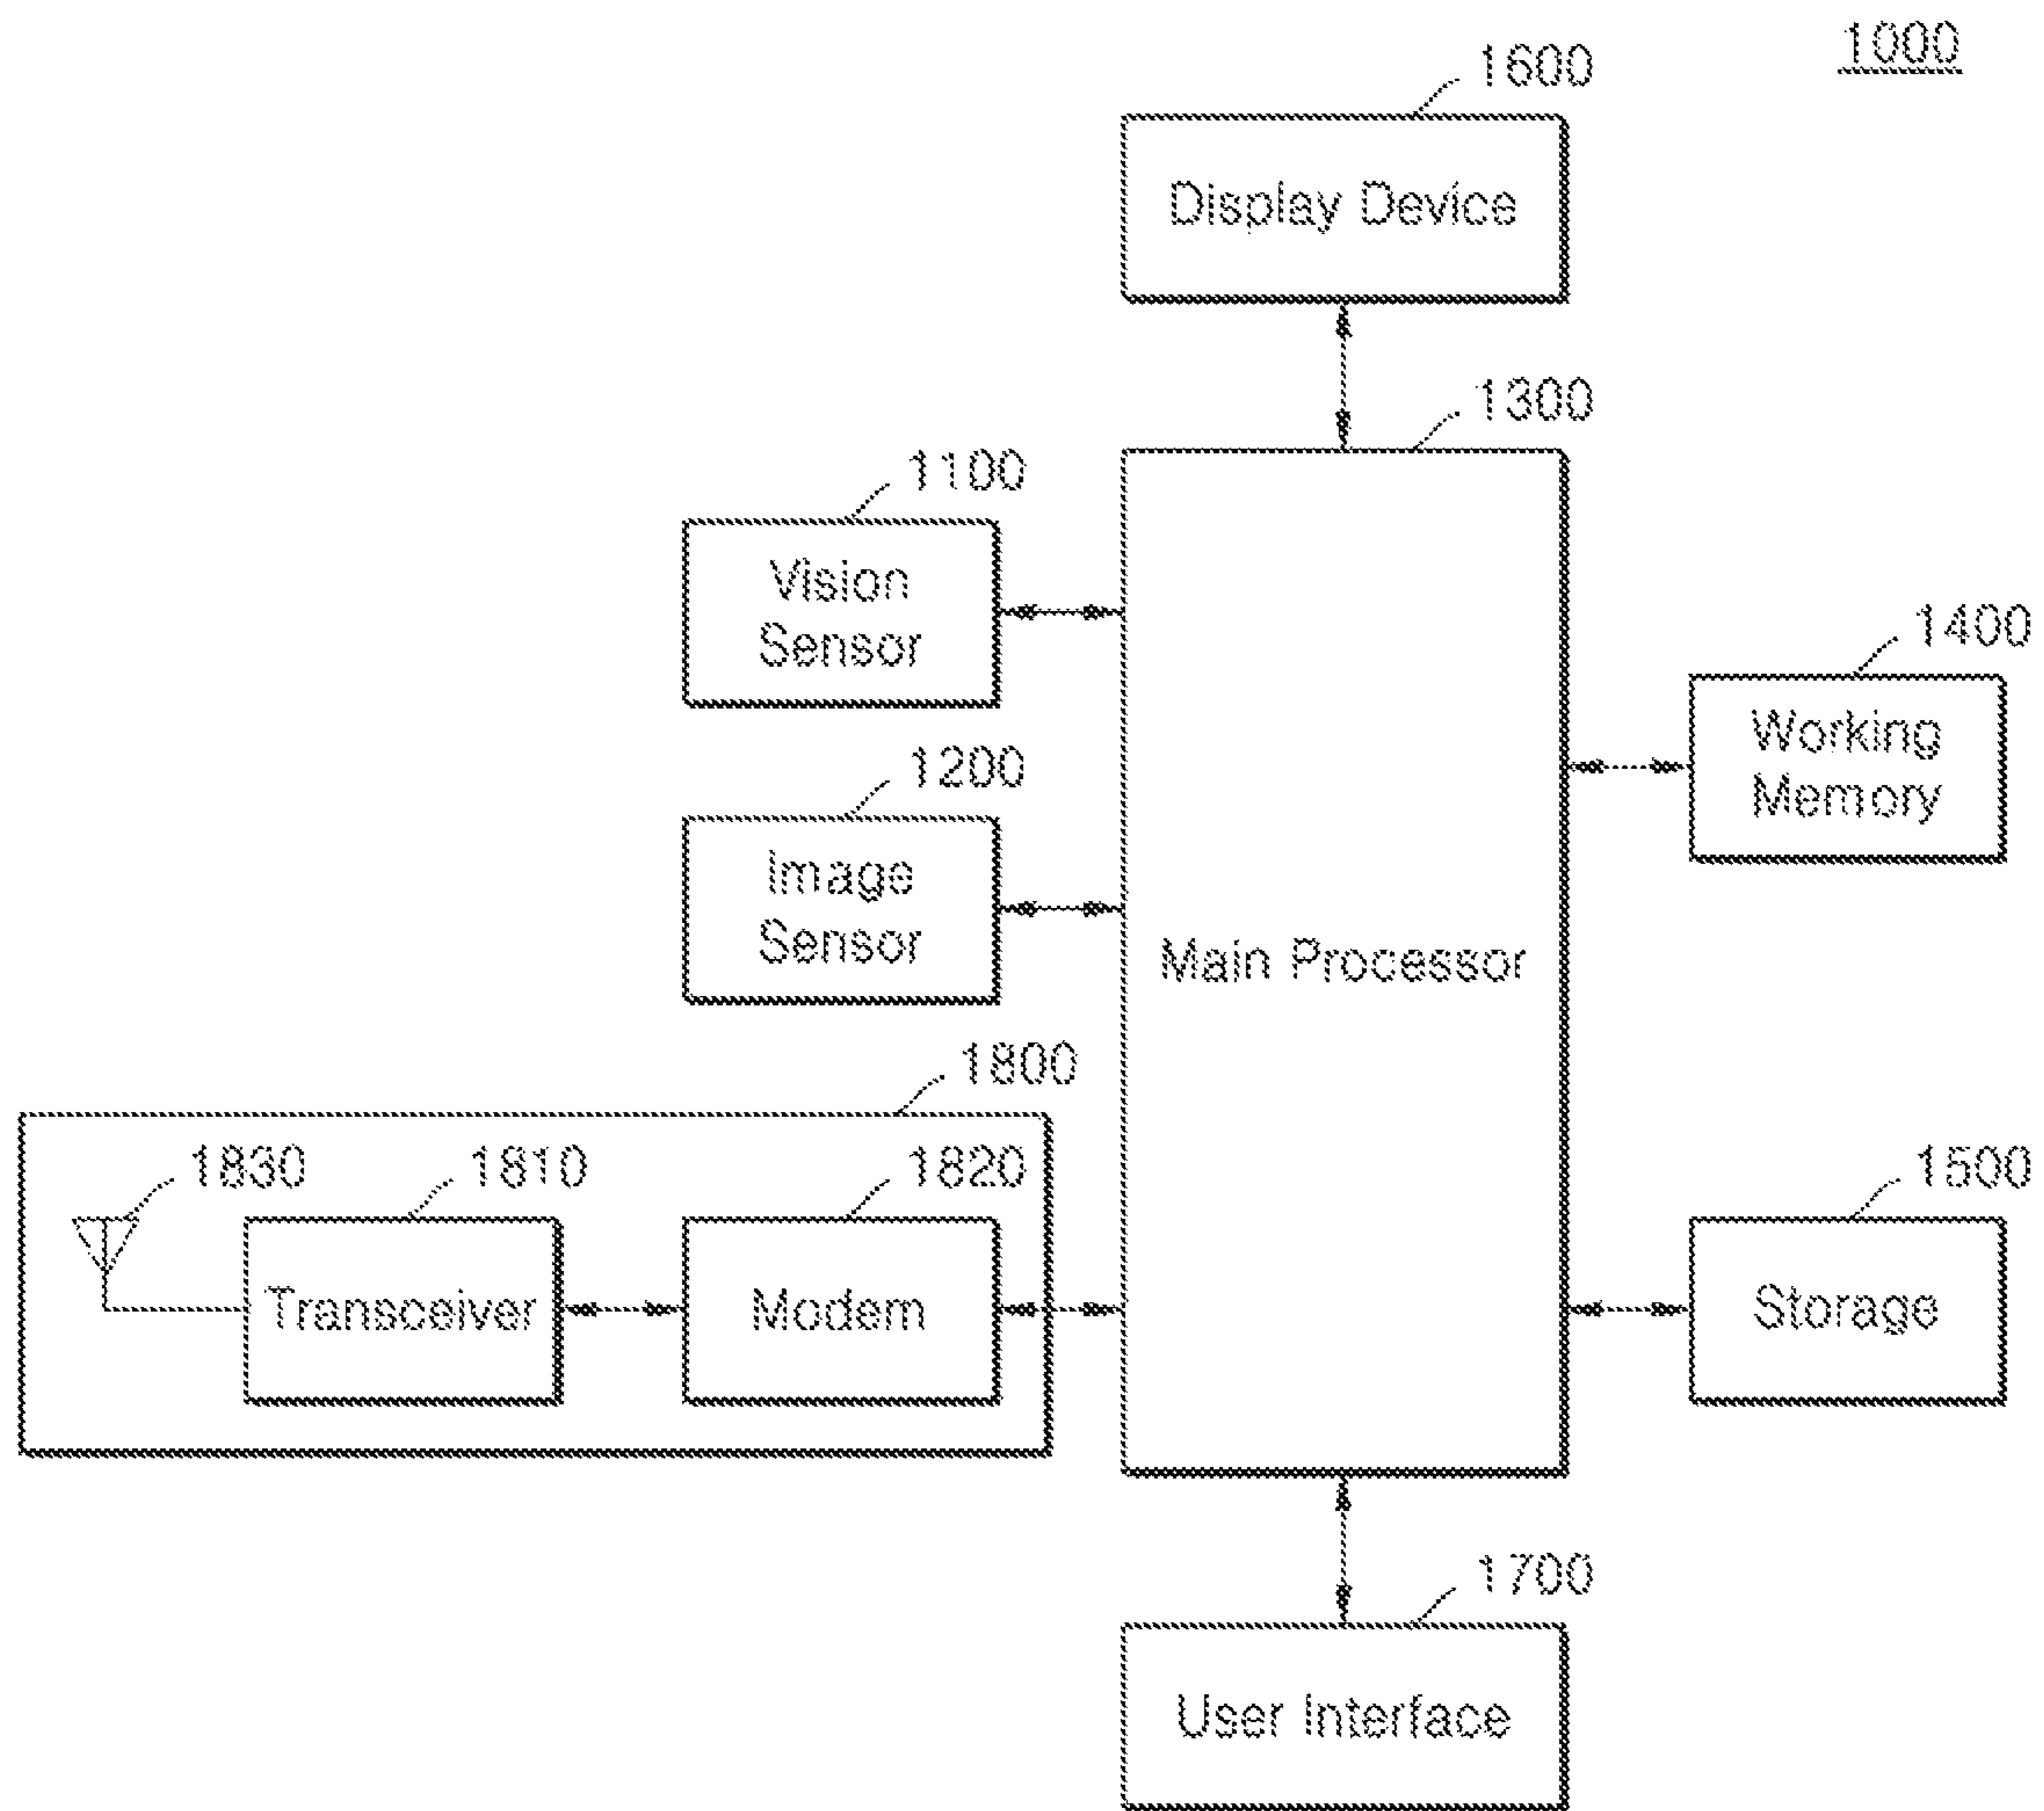 1000
1600
Display Device
1300
1100
Vision
Sensor
1400
Working
Memory
1200
Image
Sensor
Main Processor
1800
1830
1810
1820
1500
Transceiver
Modem
Storage
1700
User Interface